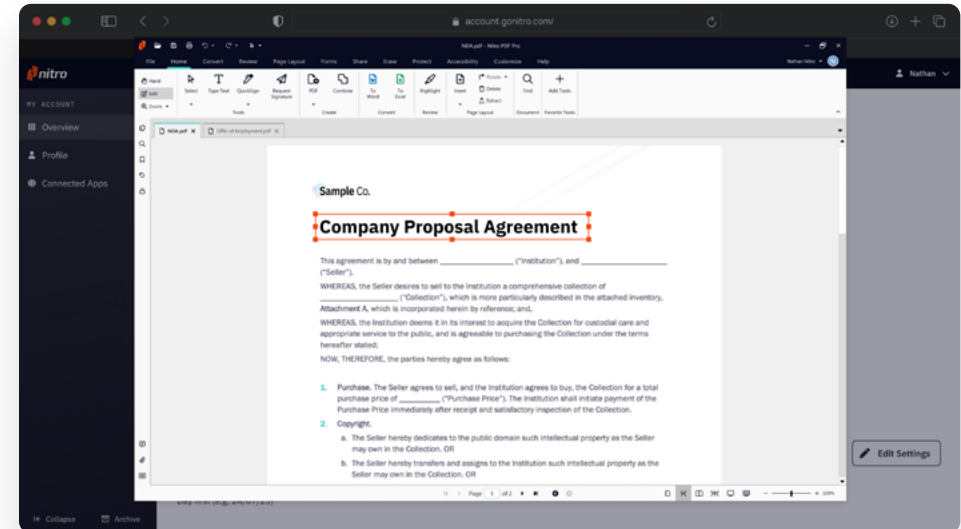 account.gonitro.com/
nitro
Nathan
MY ACCOUNT
Overview
Profile
Connected Apps
Edit Settings
Collapse
Archive
NDA.pdf - Nitro PDF Pro
File Home Convert Review Page Layout Forms Share Erase Protect Accessibility Customize Help
Nathan Nitro
Hand
Edit
Zoom
Select
Type Text
QuickSign
Request Signature
PDF
Combine
To Word
To Excel
Highlight
Insert
Rotate
Delete
Extract
Find
Add Tools
Tools Create Convert Review Page Layout Document Favorite Tools
NDA.pdf
Offer of Employment.pdf
Sample Co.
Company Proposal Agreement
This agreement is by and between ____________ ("Institution"), and ____________
("Seller").
WHEREAS, the Seller desires to sell to the Institution a comprehensive collection of
____________ ("Collection"), which is more particularly described in the attached inventory,
Attachment A, which is incorporated herein by reference; and,
WHEREAS, the Institution deems it in its interest to acquire the Collection for custodial care and
appropriate service to the public, and is agreeable to purchasing the Collection under the terms
hereafter stated;
NOW, THEREFORE, the parties hereby agree as follows:
1. Purchase. The Seller agrees to sell, and the Institution agrees to buy, the Collection for a total
purchase price of ________ ("Purchase Price"). The Institution shall initiate payment of the
Purchase Price immediately after receipt and satisfactory inspection of the Collection.
2. Copyright.
a. The Seller hereby dedicates to the public domain such intellectual property as the Seller
may own in the Collection. OR
b. The Seller hereby transfers and assigns to the Institution such intellectual property as the
Seller may own in the Collection. OR
Page 1 of 2